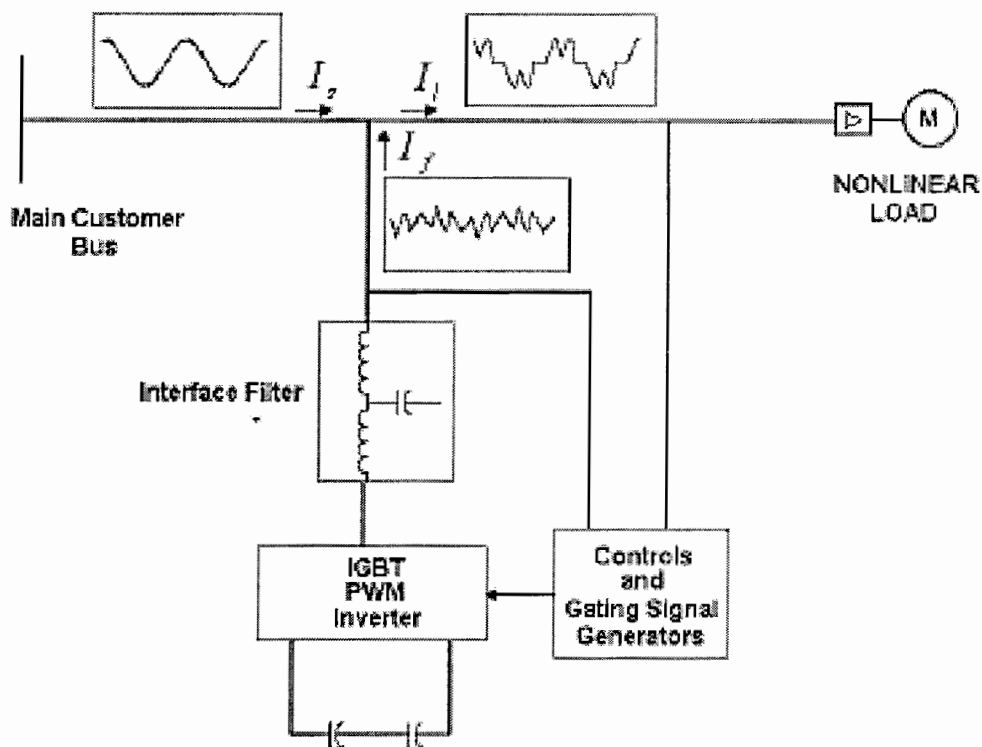 I_s
I_l
I_f
M
NONLINEAR
LOAD
Main Customer
Bus
Interface Filter
IGBT
PWM
Inverter
Controls
and
Gating Signal
Generators